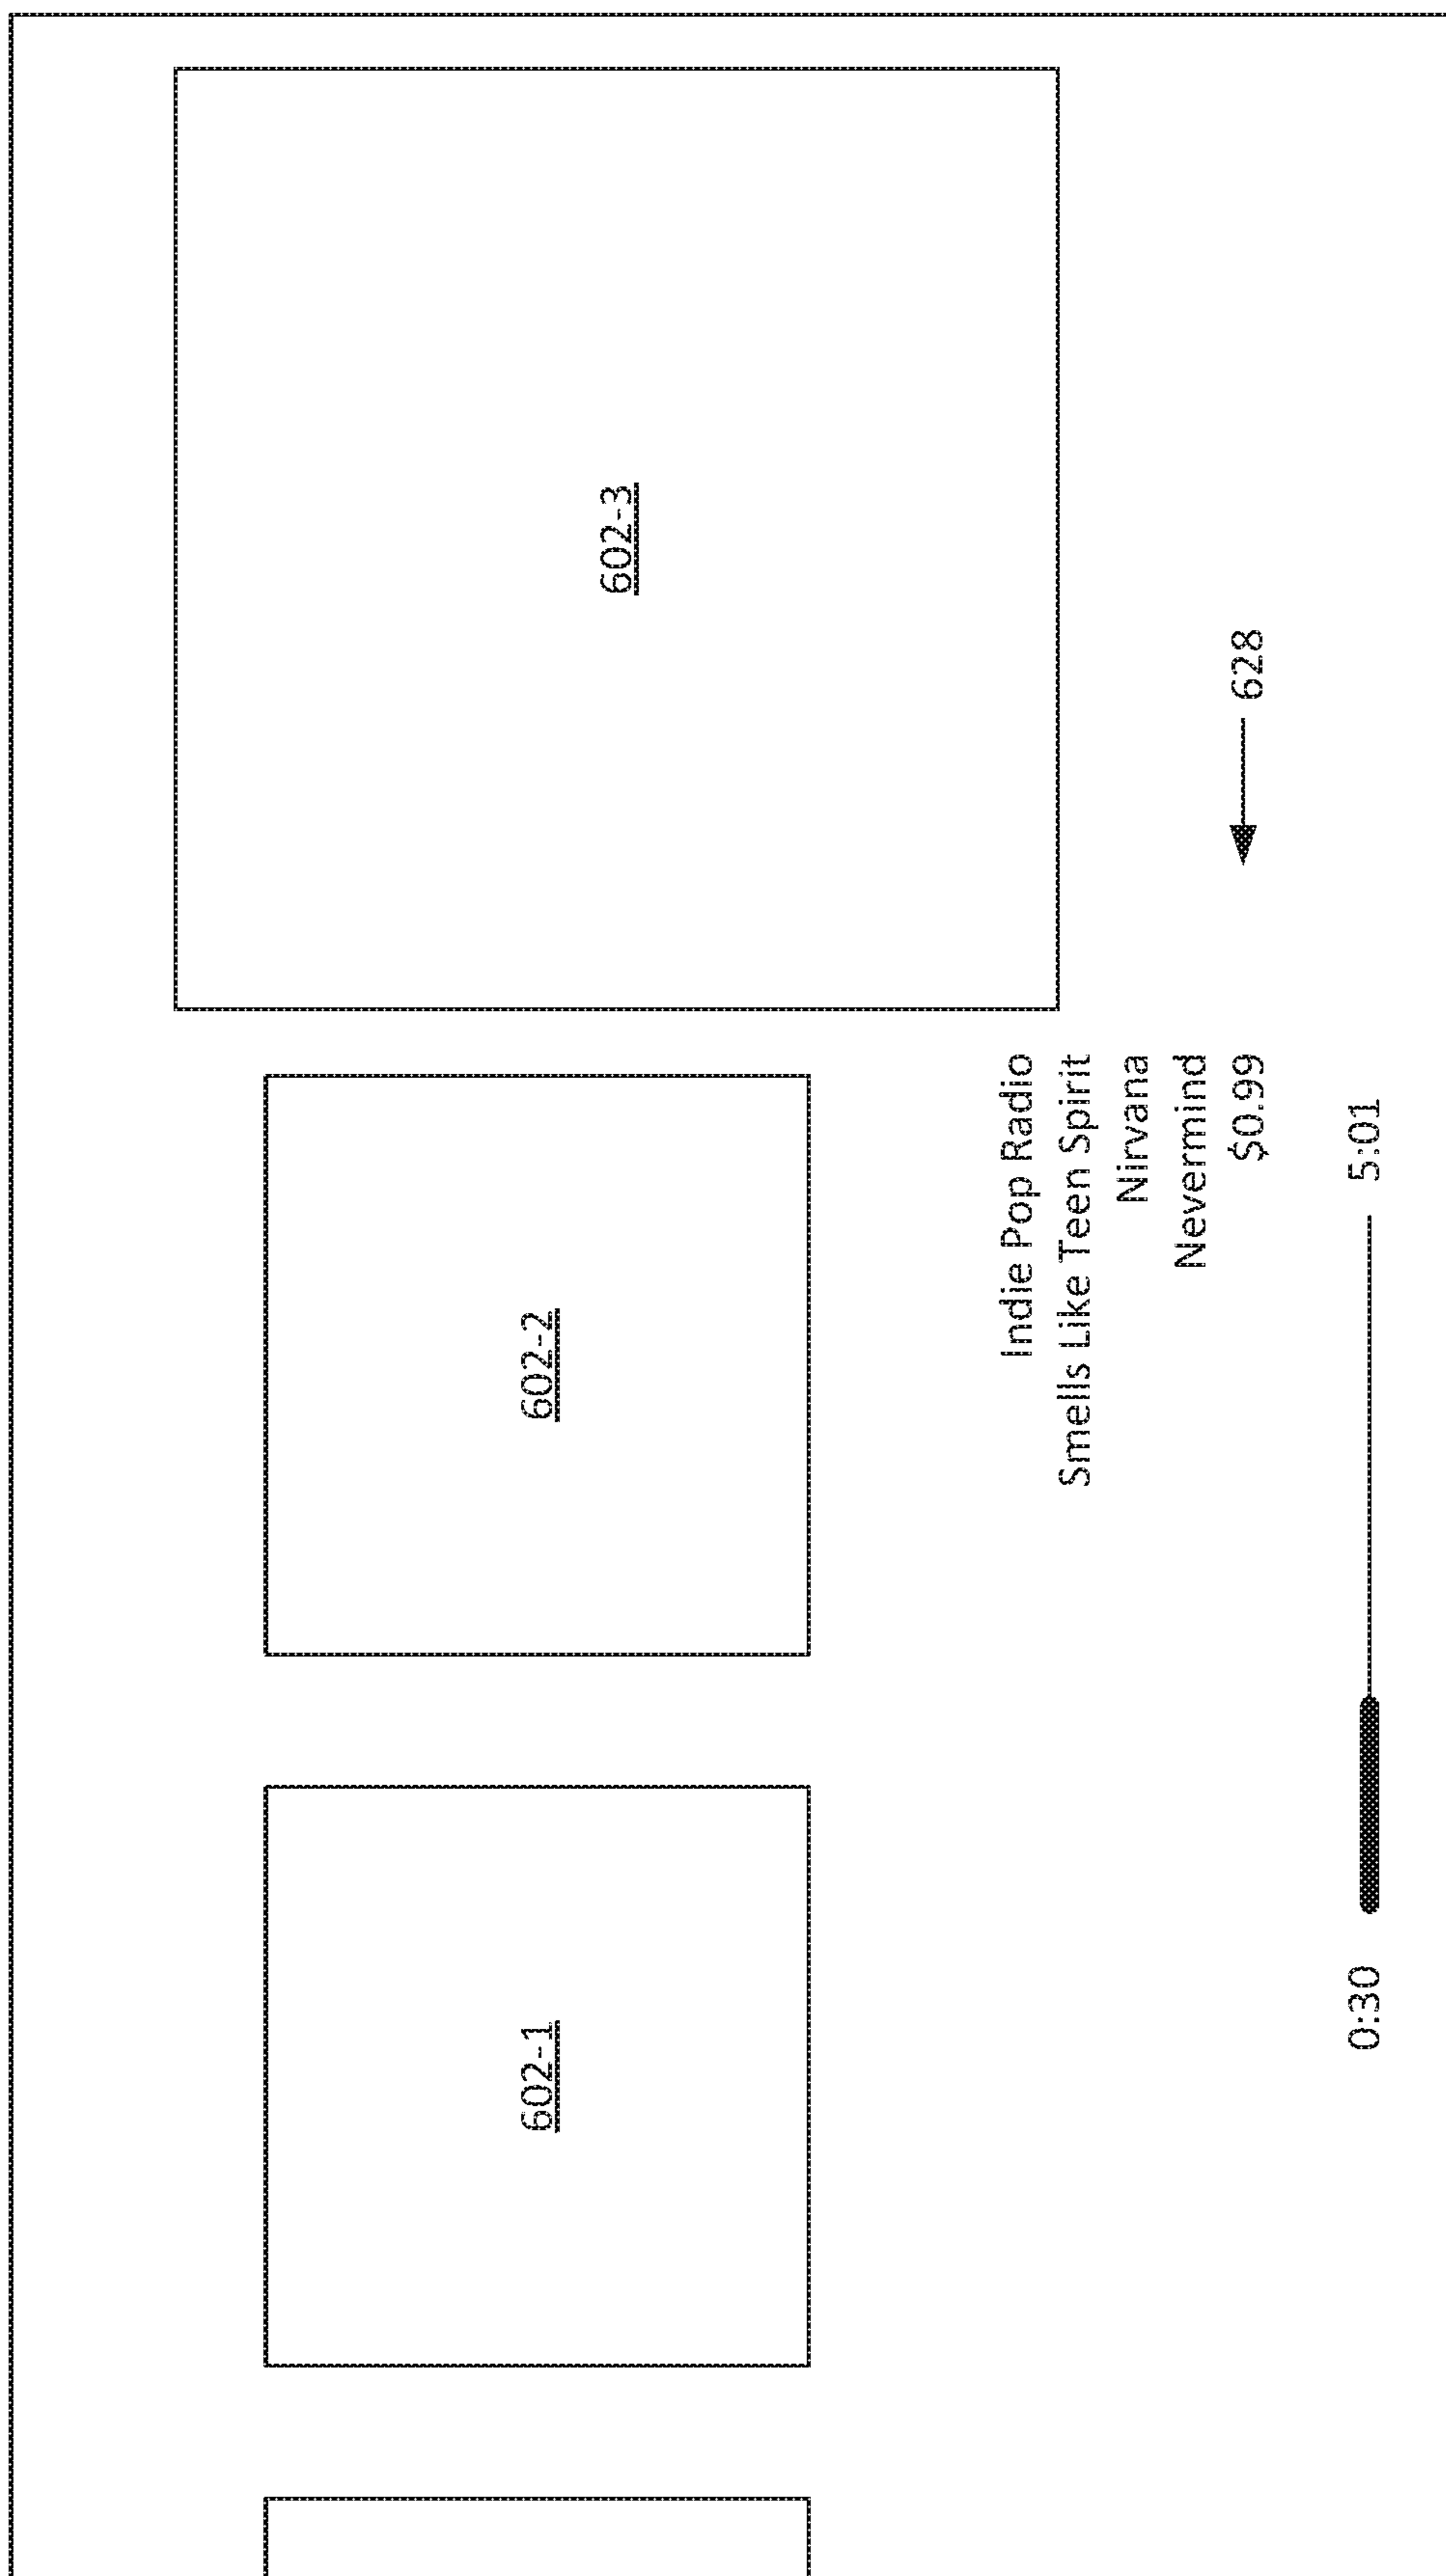 602-1
602-2
602-3
Indie Pop Radio
Smells Like Teen Spirit
Nirvana
Nevermind
$0.99
628
0:30
5:01